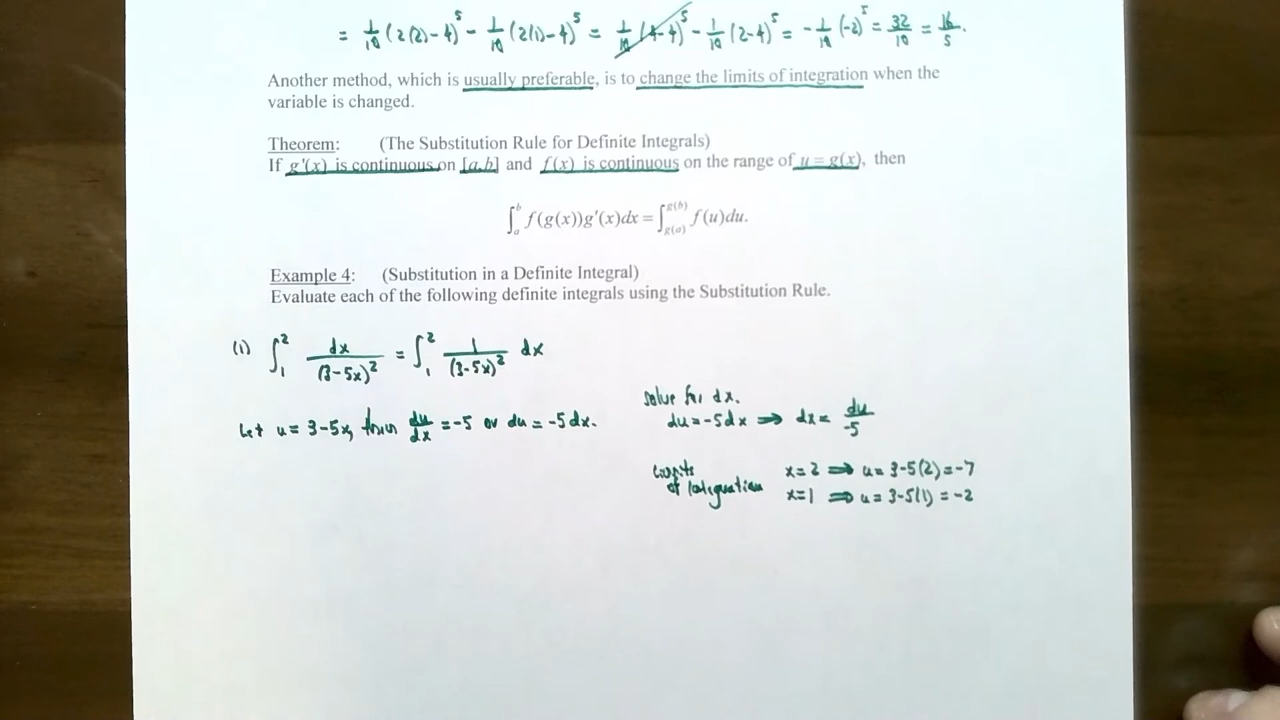 = 1/10 (2(2)-4)^5 - 1/10 (2(1)-4)^5 = 1/10 (4-4)^5 - 1/10 (2-4)^5 = -1/10 (-2)^5 = 32/10 = 16/5.
Another method, which is usually preferable, is to change the limits of integration when the
variable is changed.
Theorem: (The Substitution Rule for Definite Integrals)
If g'(x) is continuous on [a,b] and f(x) is continuous on the range of u = g(x), then
∫_a^b f(g(x))g'(x)dx = ∫_{g(a)}^{g(b)} f(u)du.
Example 4: (Substitution in a Definite Integral)
Evaluate each of the following definite integrals using the Substitution Rule.
(1) ∫_1^2 dx/(3-5x)^2 = ∫_1^2 1/(3-5x)^2 dx
Let u = 3-5x, then du/dx = -5 or du = -5dx.
solve for dx.
du = -5dx ⟹ dx = du/-5
limits of integration
x=2 ⟹ u = 3-5(2) = -7
x=1 ⟹ u = 3-5(1) = -2